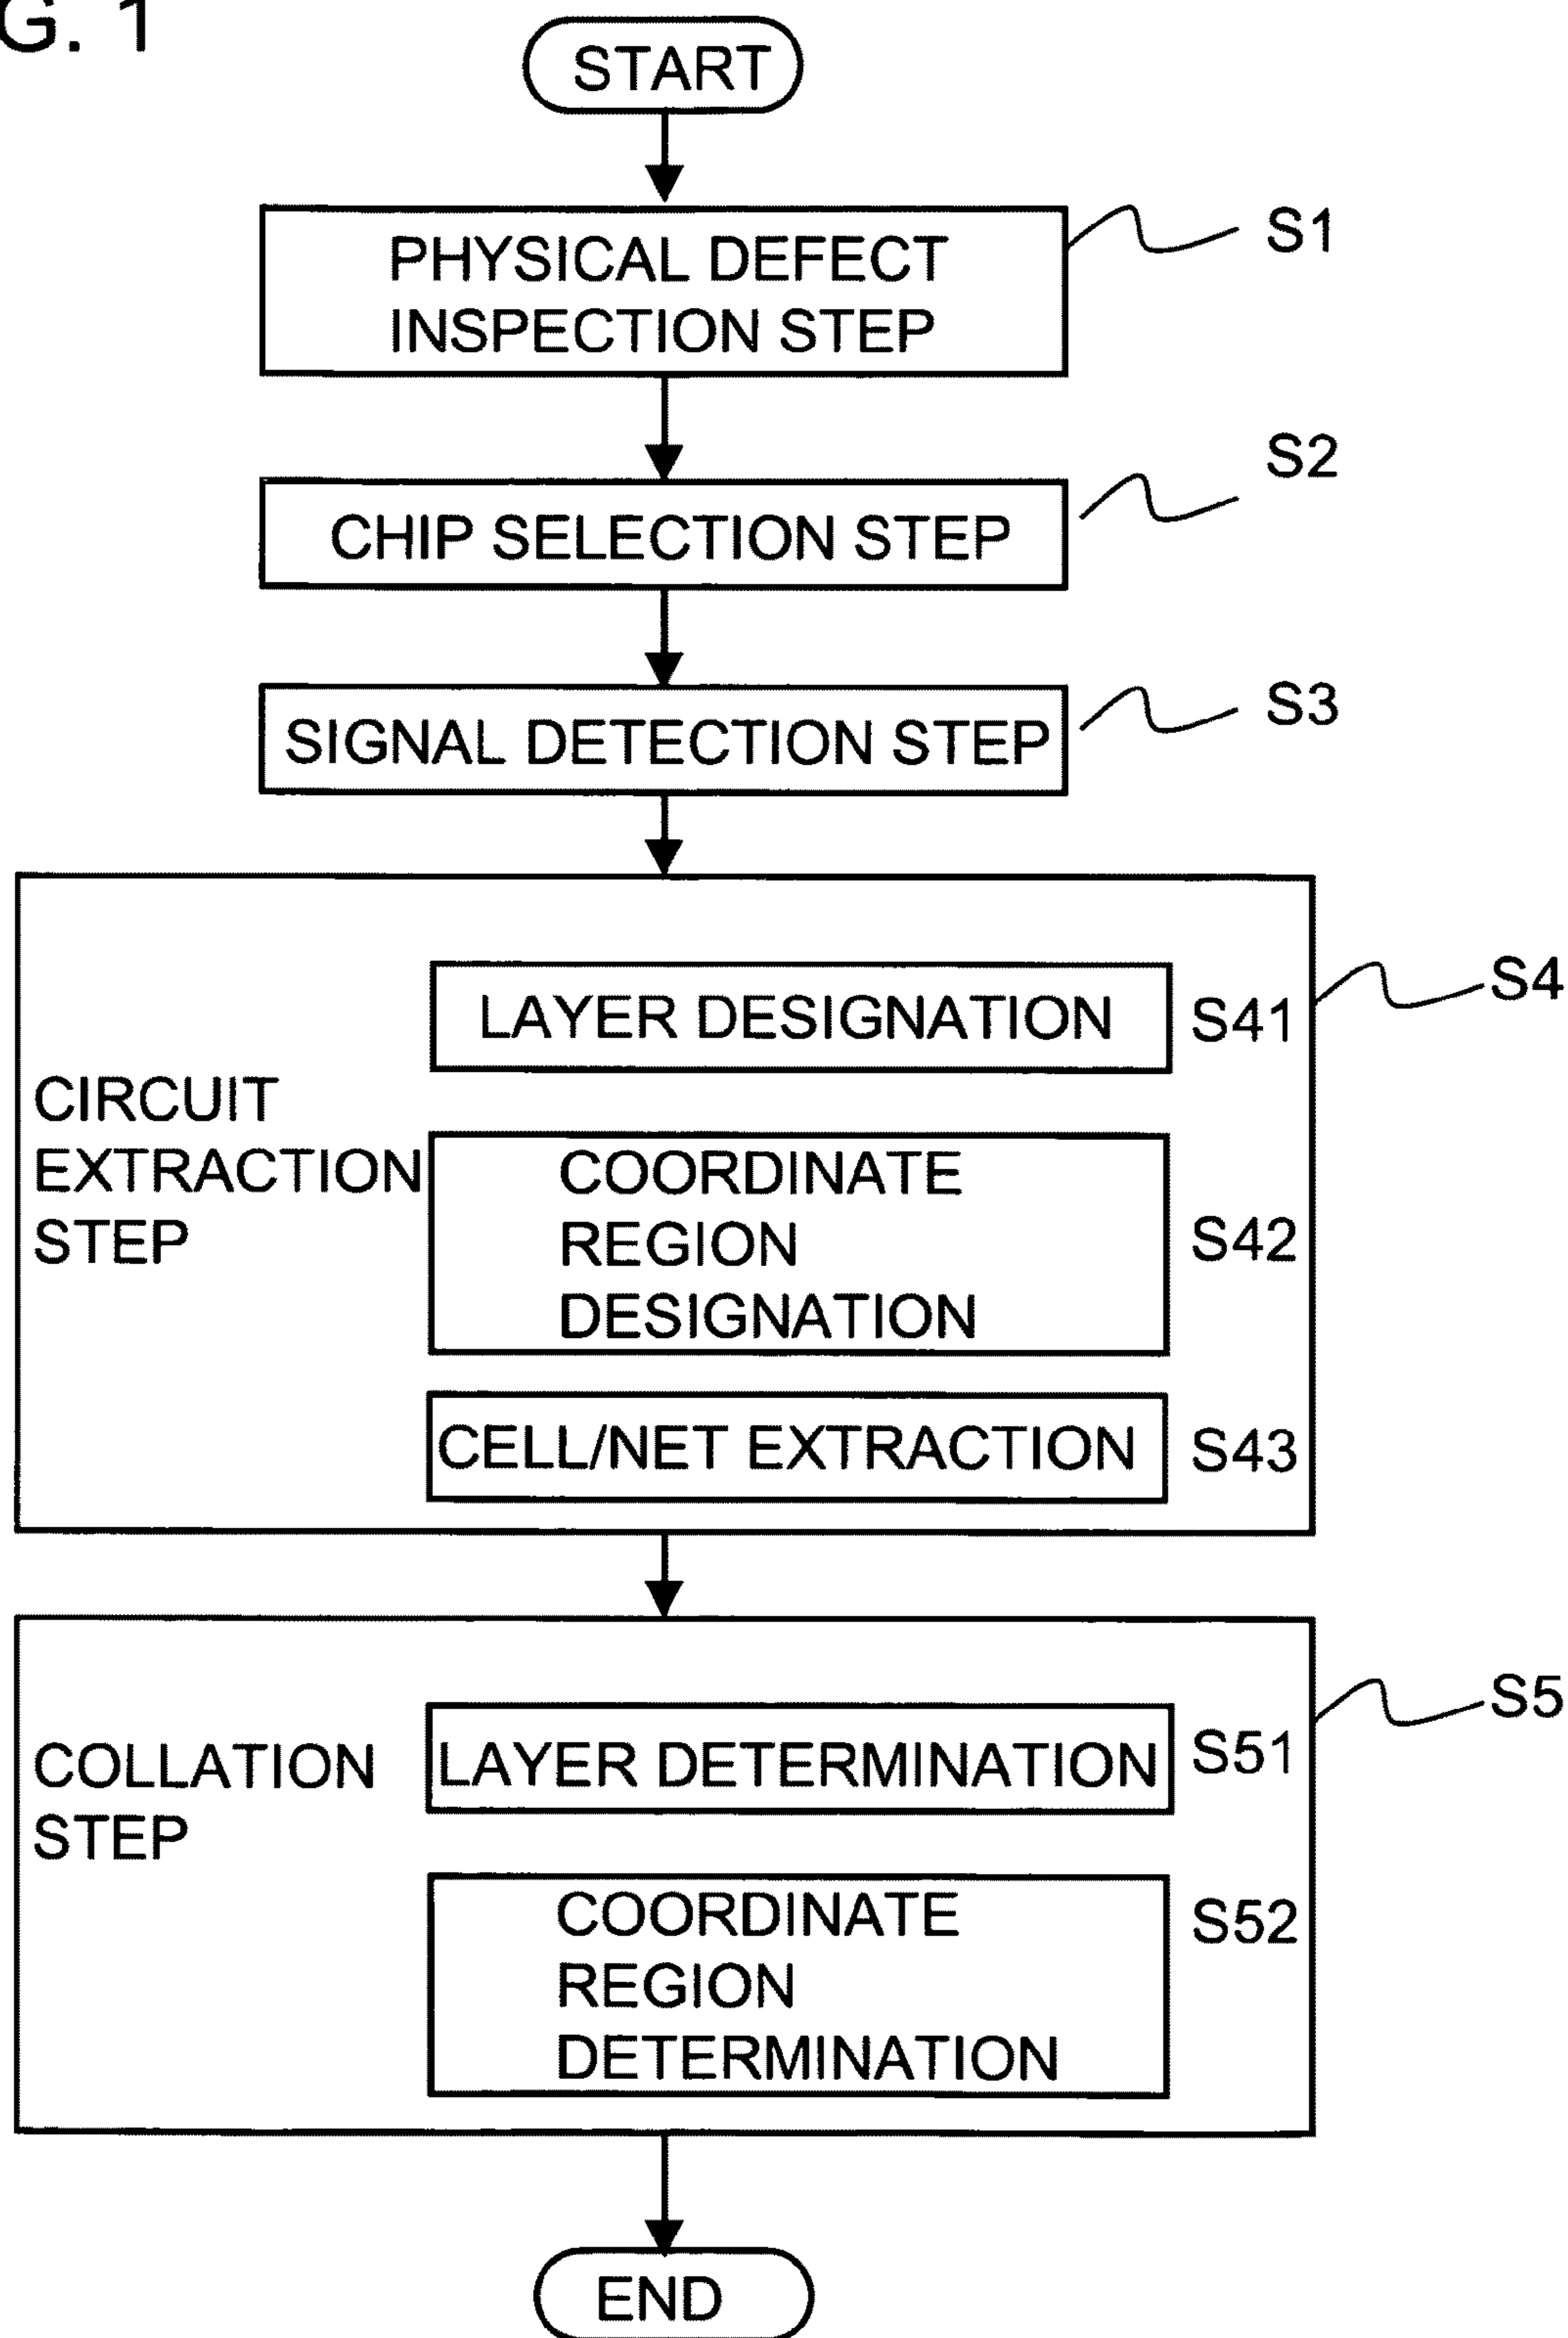 G. 1
START
PHYSICAL DEFECT
INSPECTION STEP
S1
CHIP SELECTION STEP
S2
SIGNAL DETECTION STEP
S3
CIRCUIT
EXTRACTION
STEP
S4
LAYER DESIGNATION
S41
COORDINATE
REGION
DESIGNATION
S42
CELL/NET EXTRACTION
S43
COLLATION
STEP
S5
LAYER DETERMINATION
S51
COORDINATE
REGION
DETERMINATION
S52
END